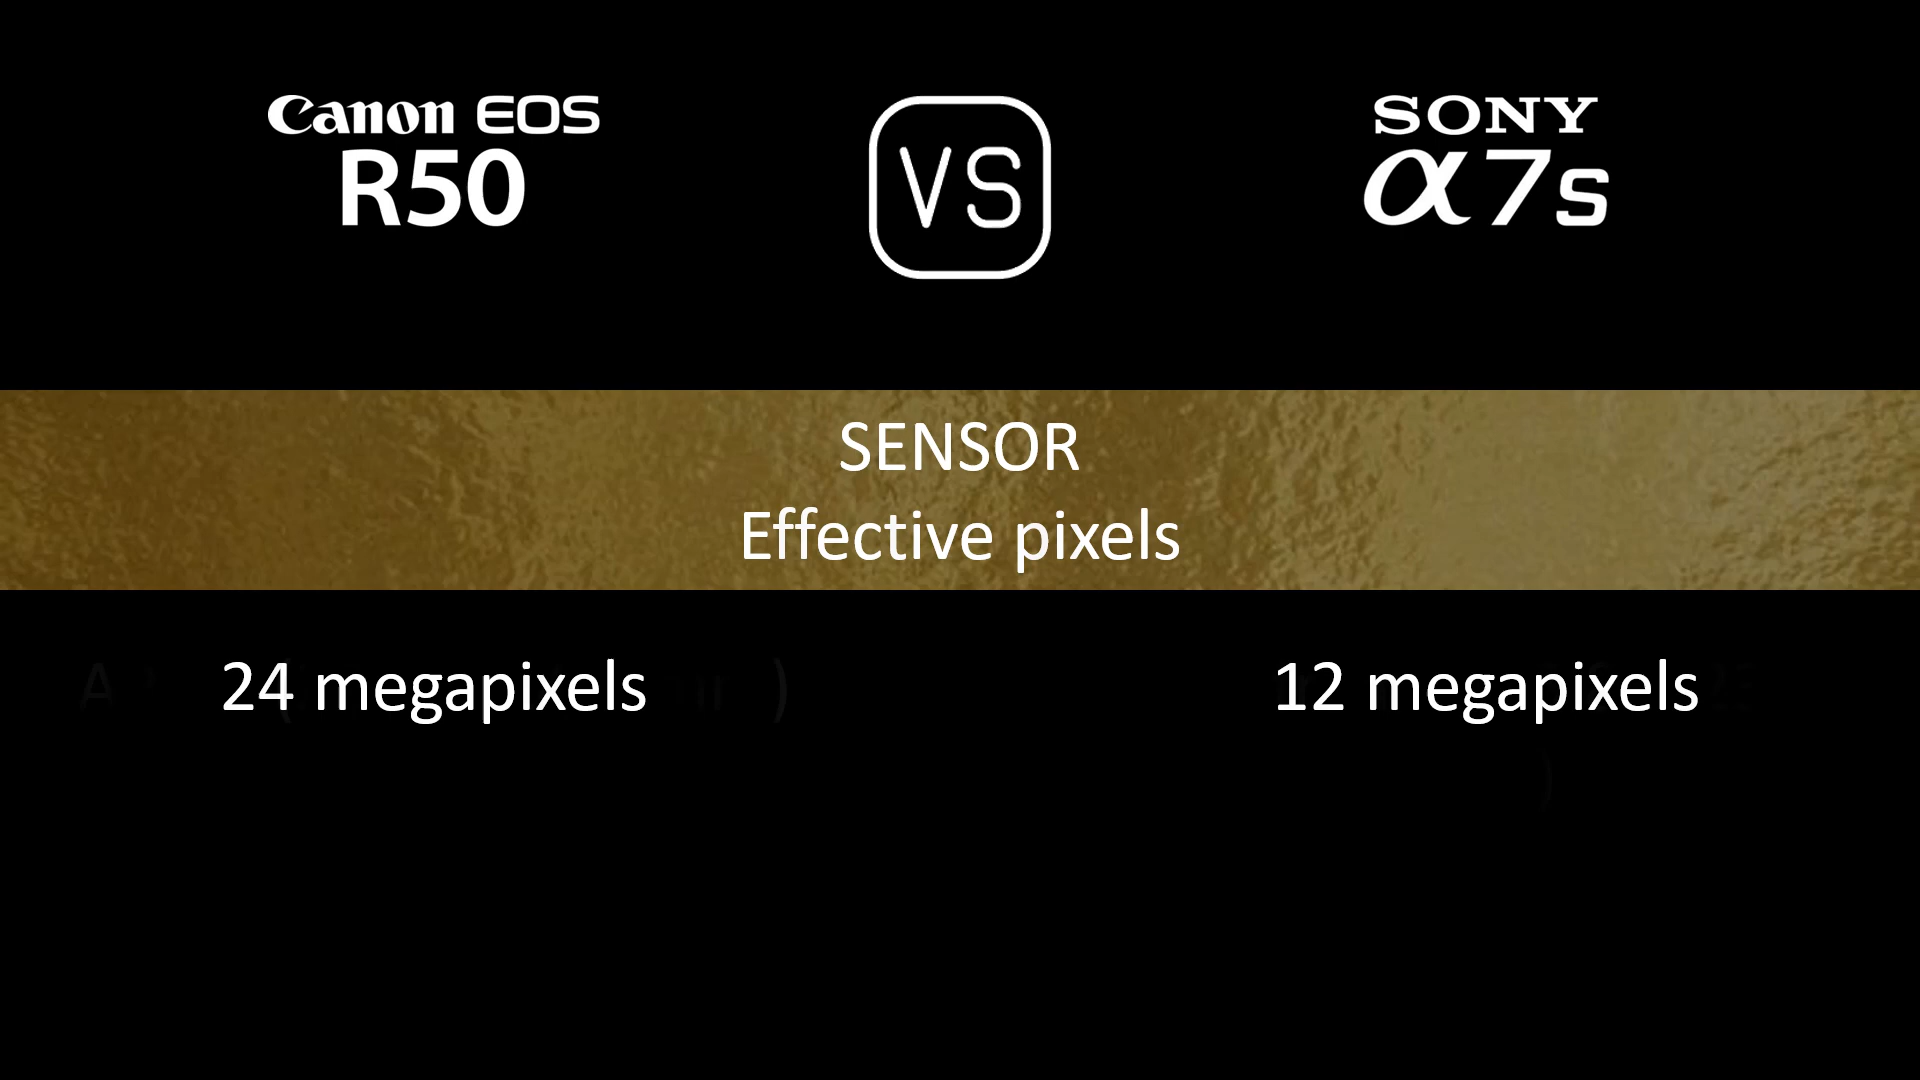 Canon EOS
R50
VS
SONY
α7s
SENSOR
Effective pixels
24 megapixels
12 megapixels